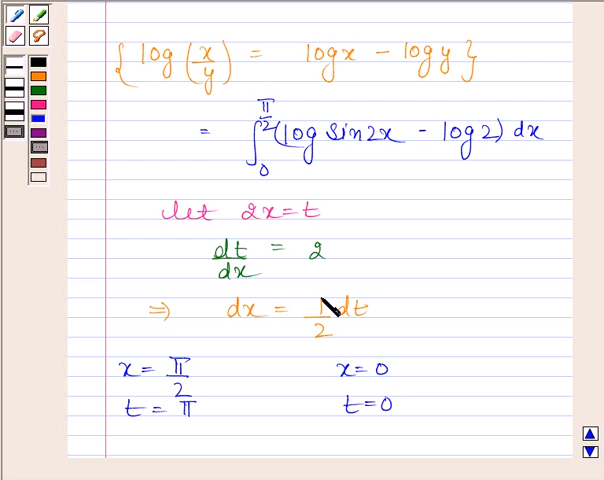 { log (x/y) = log x - log y }
= ∫₀^(π/2) (log sin 2x - log 2) dx
let 2x = t
dt/dx = 2
⇒ dx = 1/2 dt
x = π/2 x = 0
t = π t = 0